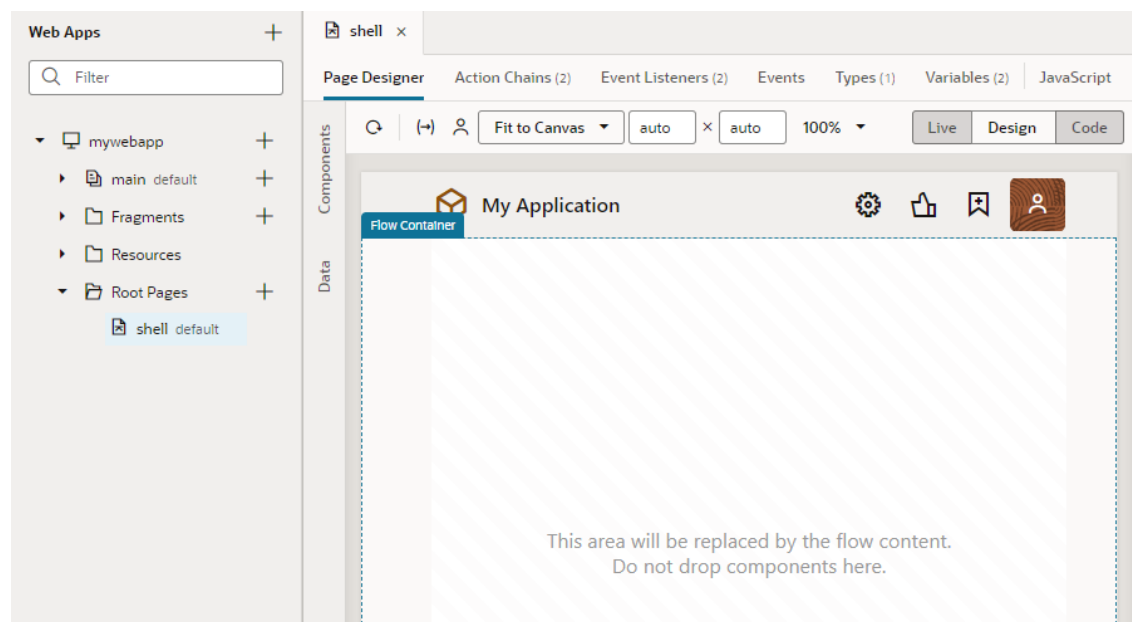 Web Apps
Filter
mywebapp
main default
Fragments
Resources
Root Pages
shell default
shell ×
Page Designer Action Chains (2) Event Listeners (2) Events Types (1) Variables (2) JavaScript
Components
Data
Fit to Canvas auto × auto 100% Live Design Code
My Application
Flow Container
This area will be replaced by the flow content.
Do not drop components here.